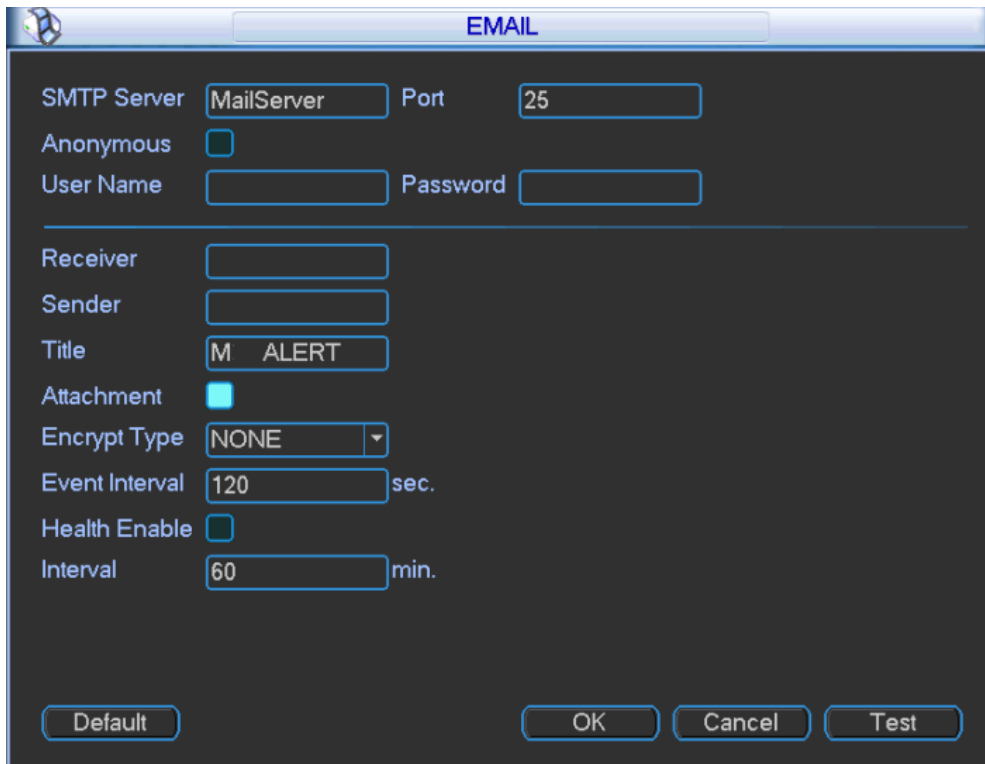 EMAIL
SMTP Server MailServer Port 25
Anonymous
User Name Password
Receiver
Sender
Title M ALERT
Attachment
Encrypt Type NONE
Event Interval 120 sec.
Health Enable
Interval 60 min.
Default OK Cancel Test